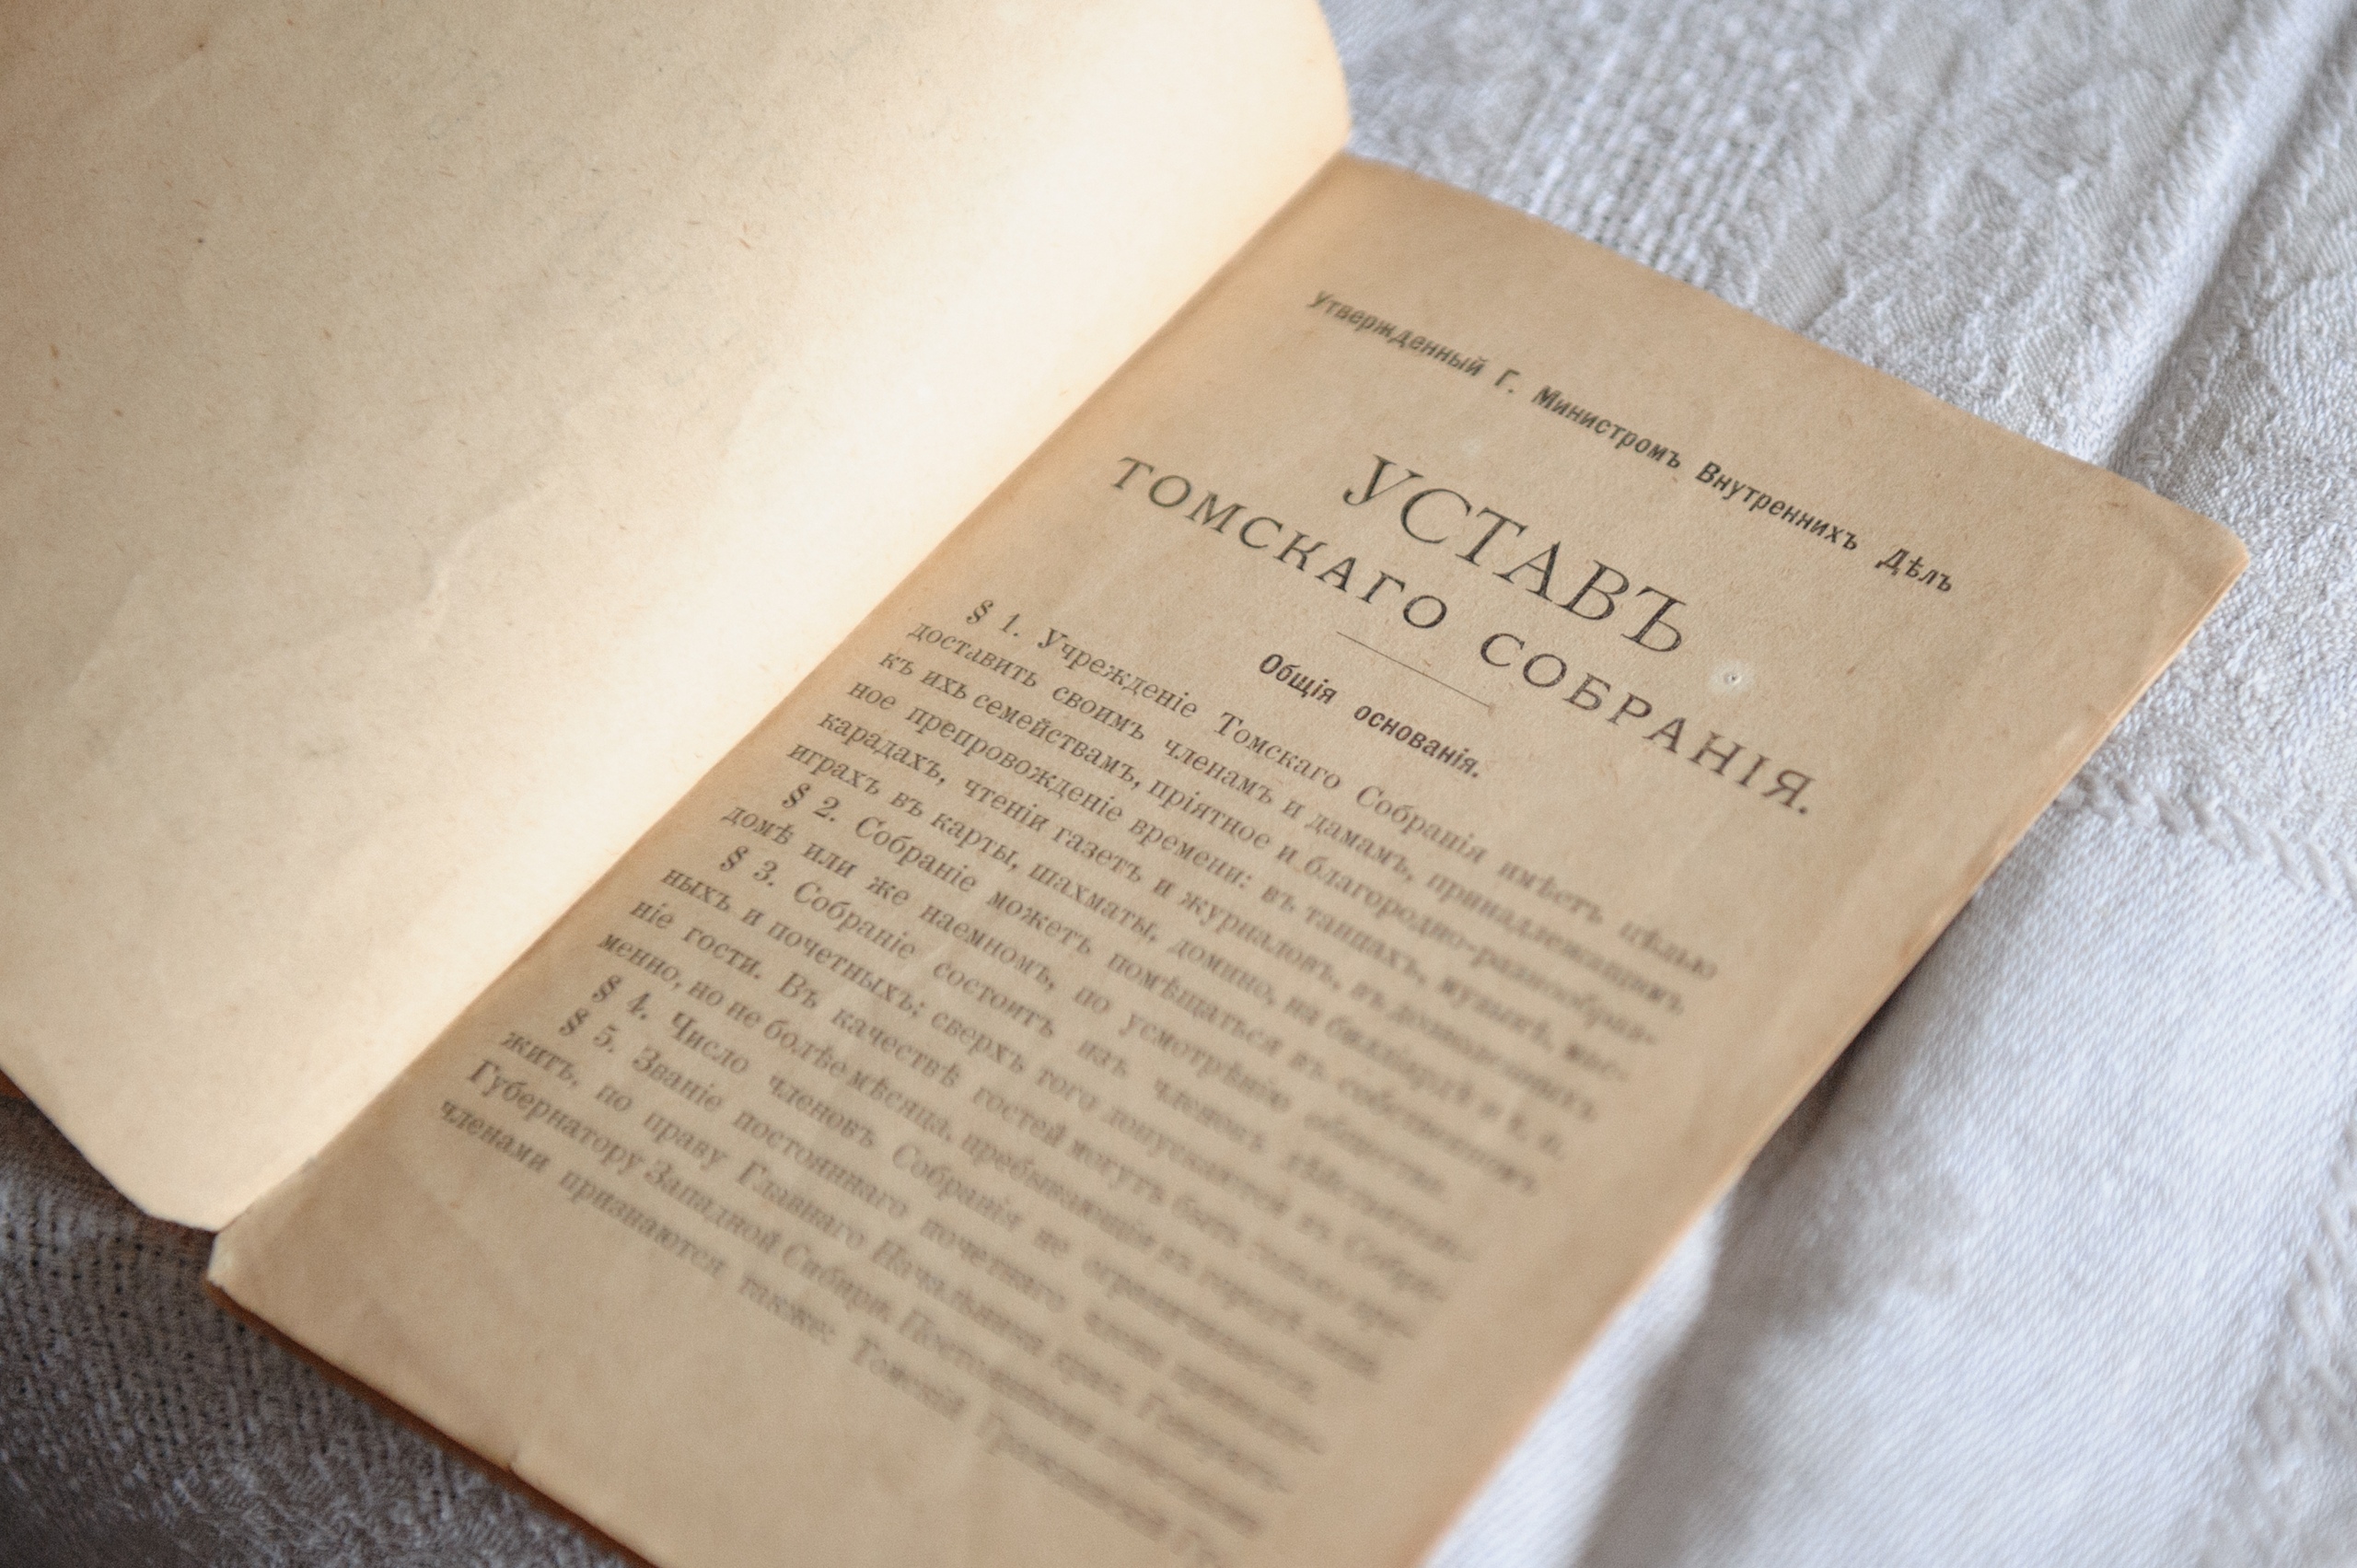 Утвержденный Г. Министромъ Внутреннихъ Дѣлъ
УСТАВЪ
ТОМСКАГО СОБРАНІЯ.
Общія основанія.
§ 1. Учрежденіе Томскаго Собранія имѣетъ цѣлью
доставить своимъ членамъ и дамамъ, принадлежащимъ
къ ихъ семействамъ, пріятное и благородно-разнообраз-
ное препровожденіе времени: въ танцахъ, музыкѣ, мас-
карадахъ, чтеніи газетъ и журналовъ, въ дозволенныхъ
играхъ въ карты, шахматы, домино, на билліардѣ и т. п.
§ 2. Собраніе можетъ помѣщаться въ собственномъ
домѣ или же наемномъ, по усмотрѣнію общества.
§ 3. Собраніе состоитъ изъ членовъ дѣйствитель-
ныхъ и почетныхъ; сверхъ того допускаются въ Собра-
ніе гости. Въ качествѣ гостей могутъ быть только
менно, но не болѣе мѣсяца, пребывающіе въ городѣ
§ 4. Число членовъ Собранія не ограничивается.
§ 5. Званіе постояннаго почетнаго члена принадле-
житъ, по праву Главнаго Начальника края,
Губернатору Западной Сибири. Постоянными почетными
членами признаются также: Томскій